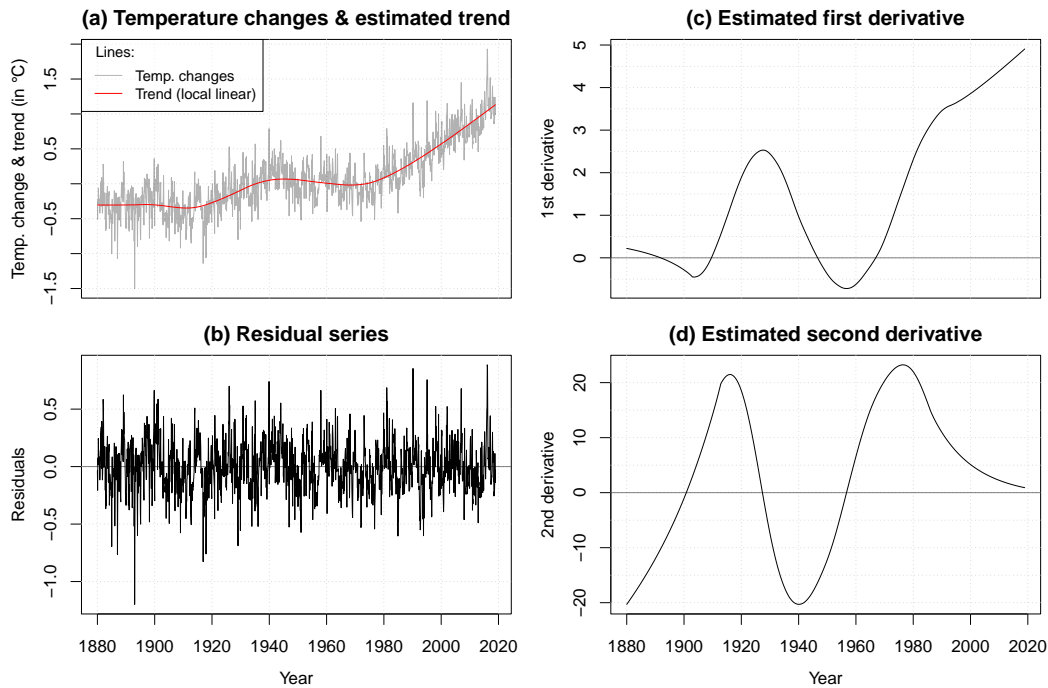 (a) Temperature changes & estimated trend
Temp. change & trend (in °C)
−1.5
−0.5
0.5
1.5
Lines:
Temp. changes
Trend (local linear)
(c) Estimated first derivative
1st derivative
0
1
2
3
4
5
(b) Residual series
Residuals
−1.0
−0.5
0.0
0.5
1880
1900
1920
1940
1960
1980
2000
2020
Year
(d) Estimated second derivative
2nd derivative
−20
−10
0
10
20
1880
1900
1920
1940
1960
1980
2000
2020
Year